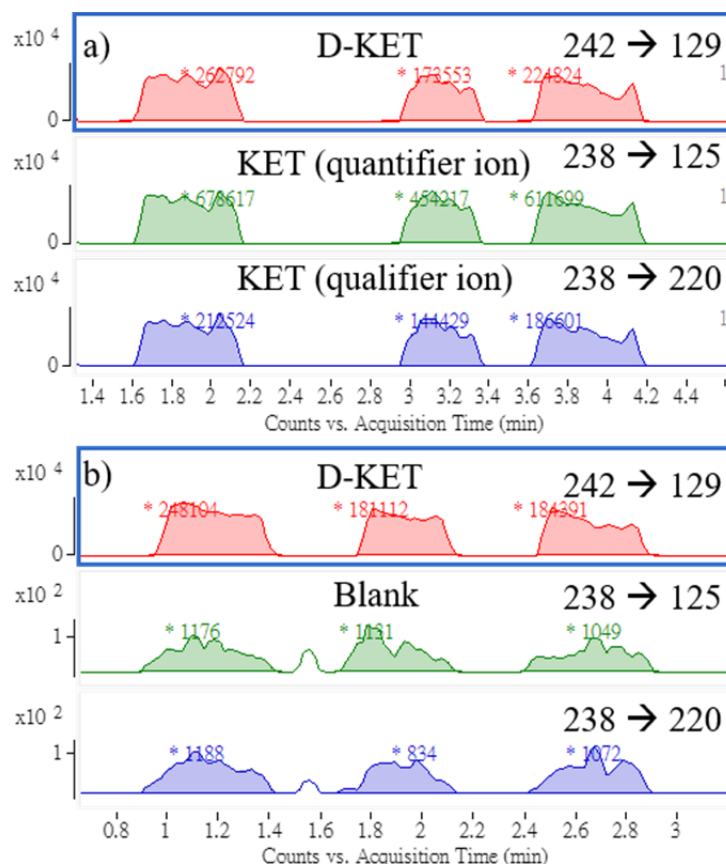 x10 4 a) D-KET 242 → 129
* 262792 * 173553 * 224824 1
0
x10 4 KET (quantifier ion) 238 → 125
* 678617 * 454217 * 611699 1
0
x10 4 KET (qualifier ion) 238 → 220
* 212524 * 144429 * 186601 1
0
1.4 1.6 1.8 2 2.2 2.4 2.6 2.8 3 3.2 3.4 3.6 3.8 4 4.2 4.4
Counts vs. Acquisition Time (min)
x10 4 b) D-KET 242 → 129
* 248104 * 181112 * 184391
0
x10 2 Blank 238 → 125
1 * 1176 * 1131 * 1049
x10 2 238 → 220
1 * 1188 * 834 * 1072
0.8 1 1.2 1.4 1.6 1.8 2 2.2 2.4 2.6 2.8 3
Counts vs. Acquisition Time (min)